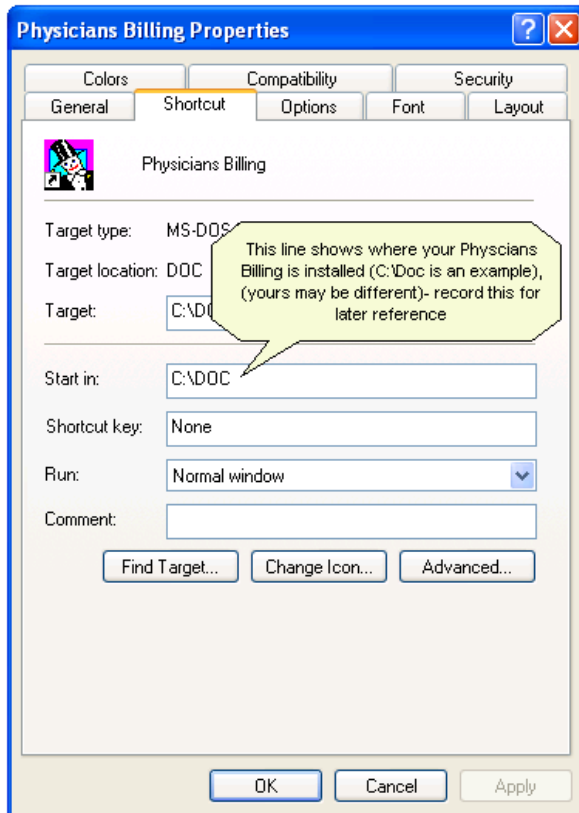 Physicians Billing Properties
Colors Compatibility Security
General Shortcut Options Font Layout
Physicians Billing
Target type: MS-DOS
This line shows where your Physcians
Billing is installed (C:\Doc is an example),
(yours may be different)- record this for
later reference
Target location: DOC
Target:
Start in: C:\DOC
Shortcut key: None
Run: Normal window
Comment:
Find Target... Change Icon... Advanced...
OK Cancel Apply